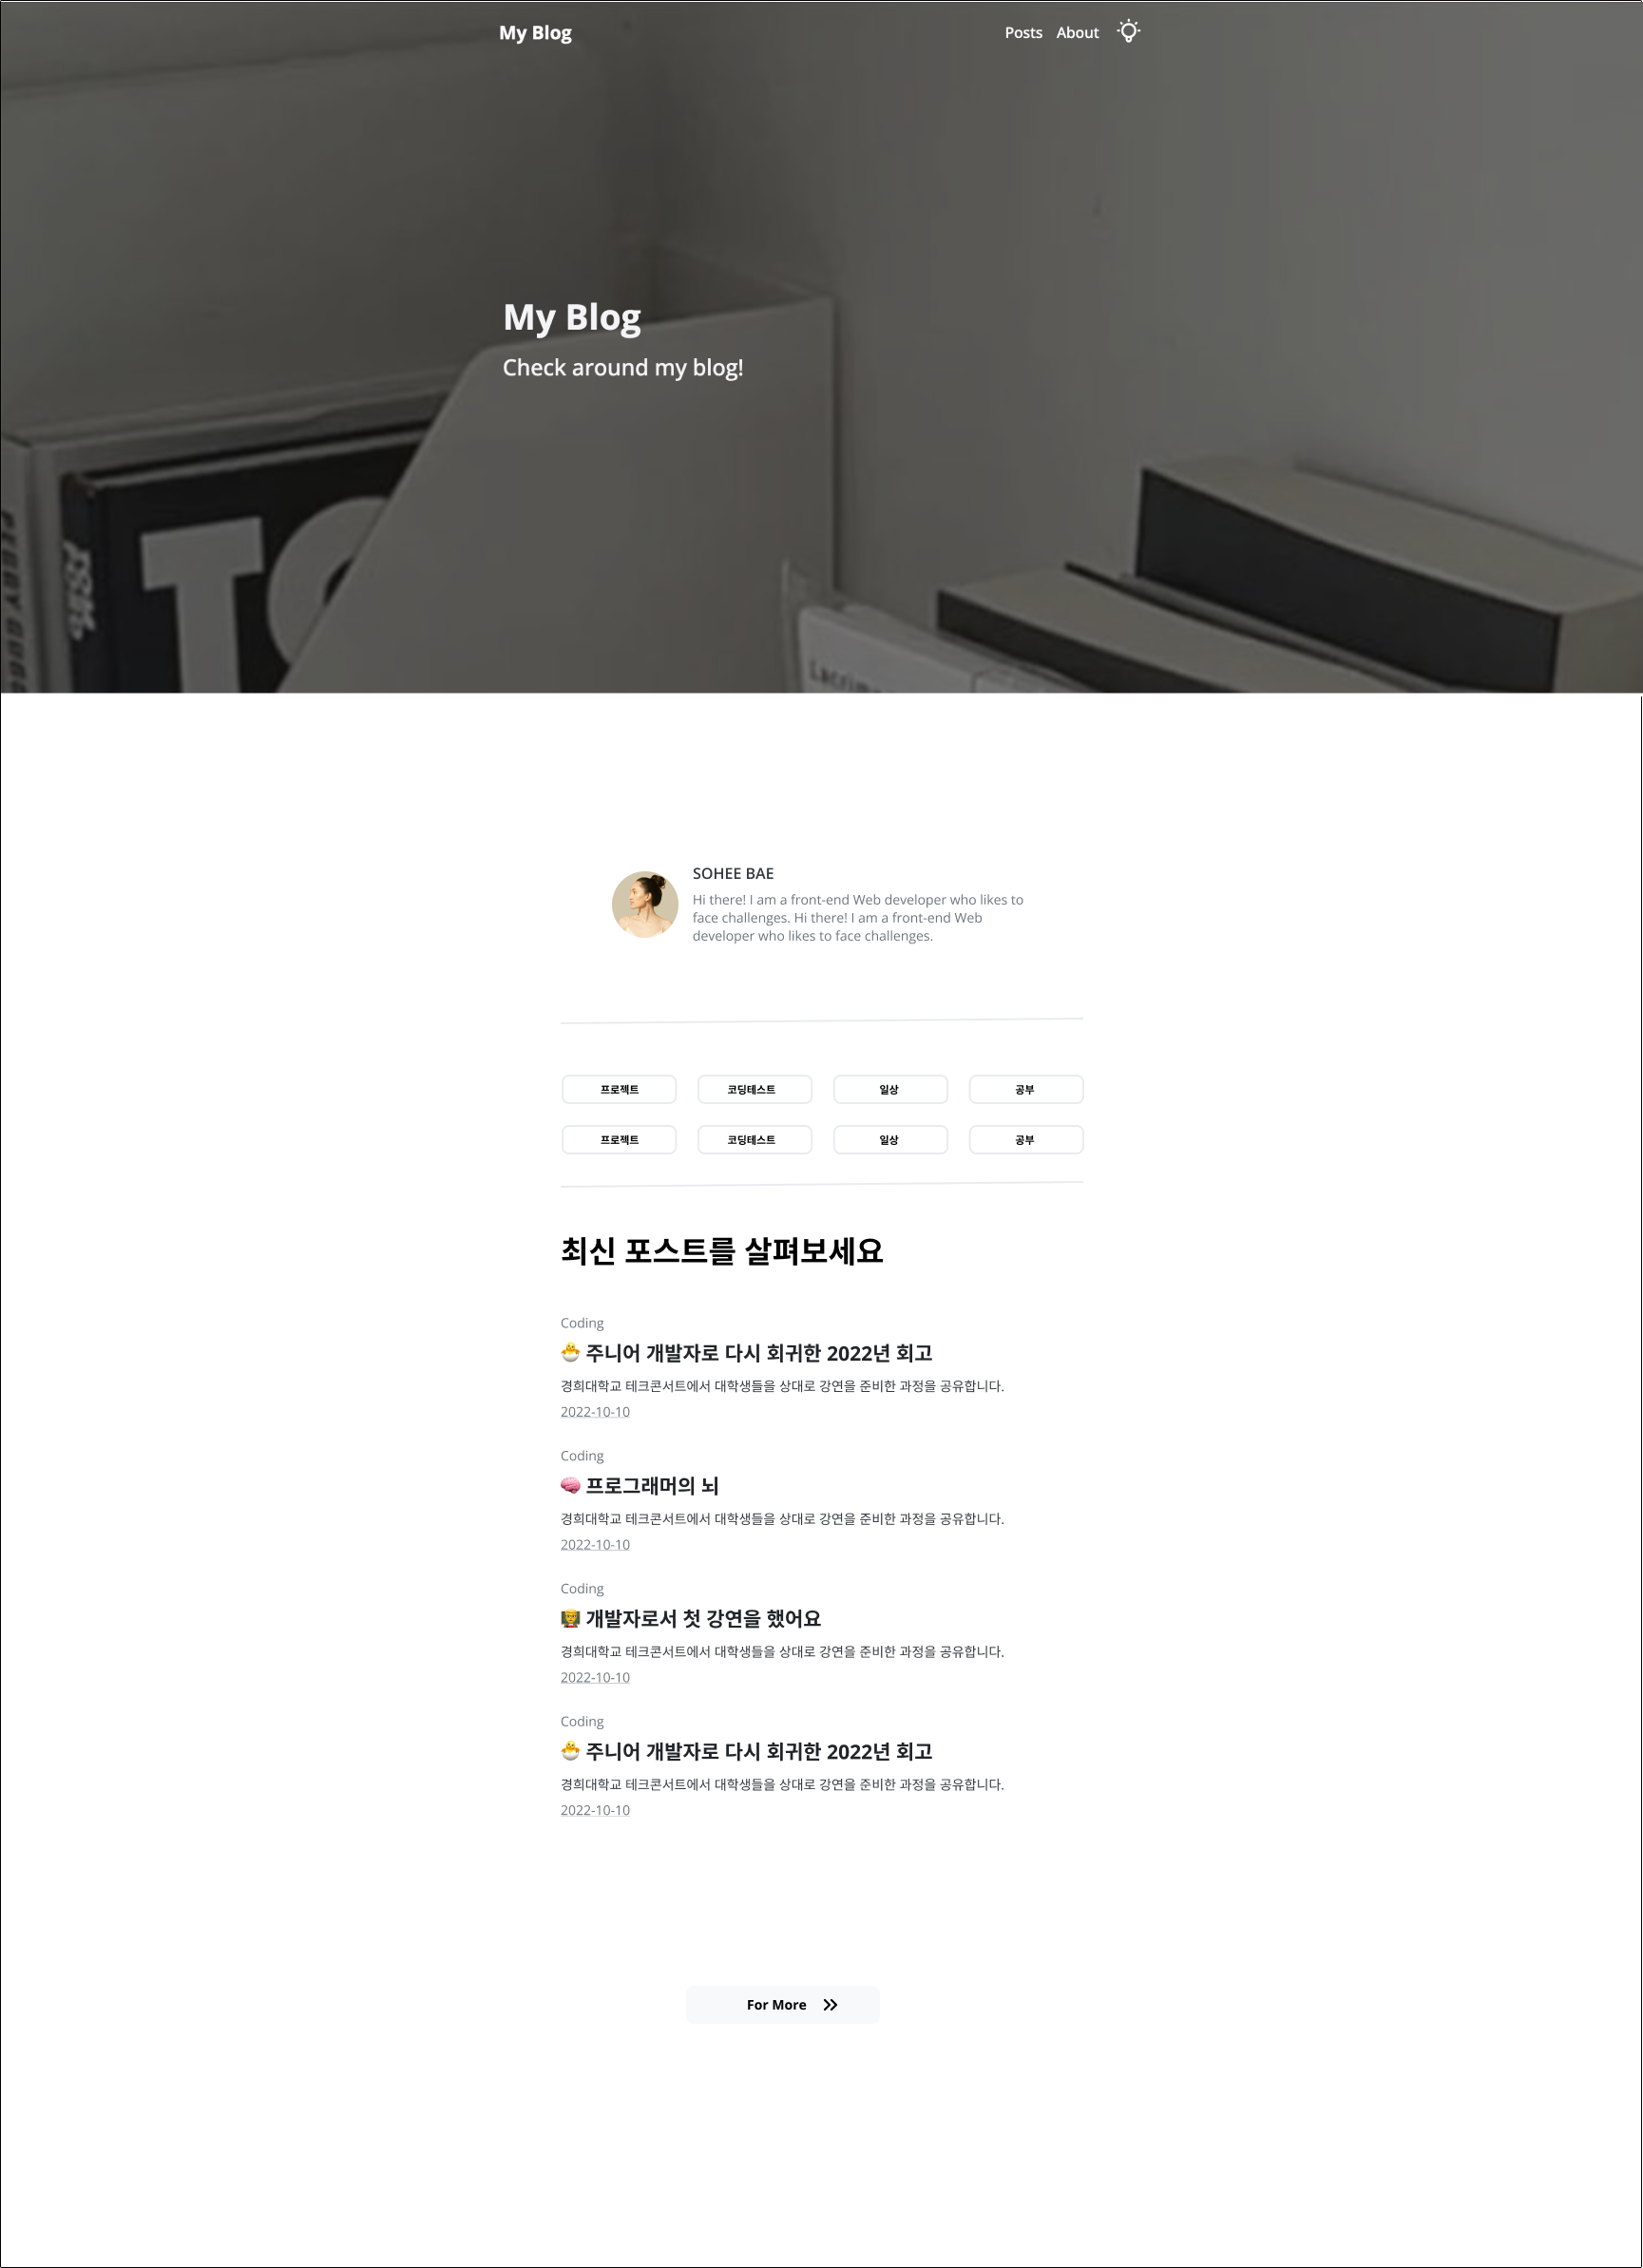 My Blog
Posts About
My Blog
Check around my blog!
TO
Lacrim
SOHEE BAE
Hi there! I am a front-end Web developer who likes to
face challenges. Hi there! I am a front-end Web
developer who likes to face challenges.
프로젝트 코딩테스트 일상 공부
프로젝트 코딩테스트 일상 공부
최신 포스트를 살펴보세요
Coding
🐣 주니어 개발자로 다시 회귀한 2022년 회고
경희대학교 테크콘서트에서 대학생들을 상대로 강연을 준비한 과정을 공유합니다.
2022-10-10
Coding
🧠 프로그래머의 뇌
경희대학교 테크콘서트에서 대학생들을 상대로 강연을 준비한 과정을 공유합니다.
2022-10-10
Coding
👩‍🏫 개발자로서 첫 강연을 했어요
경희대학교 테크콘서트에서 대학생들을 상대로 강연을 준비한 과정을 공유합니다.
2022-10-10
Coding
🐣 주니어 개발자로 다시 회귀한 2022년 회고
경희대학교 테크콘서트에서 대학생들을 상대로 강연을 준비한 과정을 공유합니다.
2022-10-10
For More